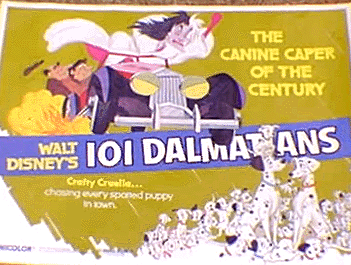 THE
CANINE CAPER
OF THE
CENTURY
WALT
DISNEY'S
101 DALMATIANS
Crafty Cruella...
chasing every spotted puppy
in town.